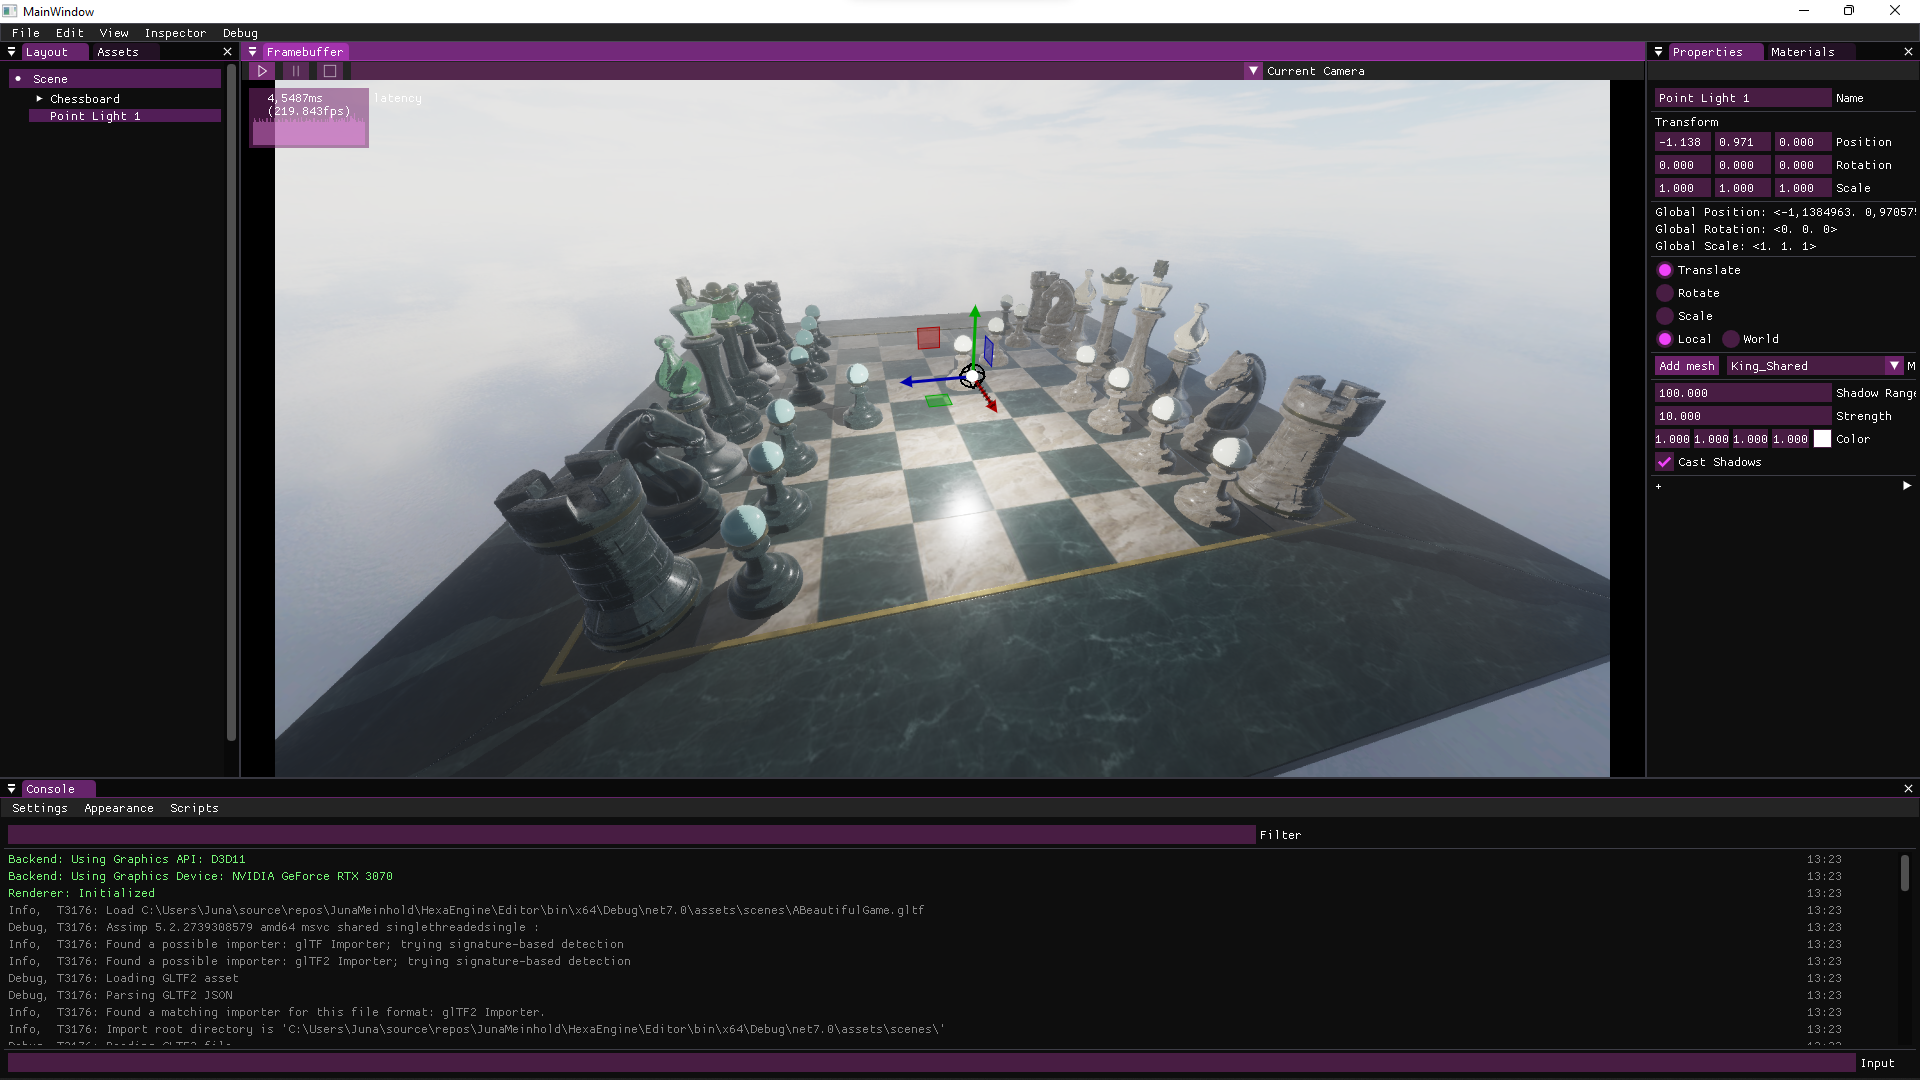 MainWindow
File Edit View Inspector Debug
Layout Assets
Scene
Chessboard
Point Light 1
Framebuffer
Current Camera
4,5487ms latency
(219.843fps)
Properties Materials
Point Light 1 Name
Transform
-1.138 0.971 0.000 Position
0.000 0.000 0.000 Rotation
1.000 1.000 1.000 Scale
Global Position: <-1,1384963. 0,97057
Global Rotation: <0. 0. 0>
Global Scale: <1. 1. 1>
Translate
Rotate
Scale
Local World
Add mesh King_Shared M
100.000 Shadow Range
10.000 Strength
1.000 1.000 1.000 1.000 Color
Cast Shadows
+
Console
Settings Appearance Scripts
Filter
Backend: Using Graphics API: D3D11 13:23
Backend: Using Graphics Device: NVIDIA GeForce RTX 3070 13:23
Renderer: Initialized 13:23
Info, T3176: Load C:\Users\Juna\source\repos\JunaMeinhold\HexaEngine\Editor\bin\x64\Debug\net7.0\assets\scenes\ABeautifulGame.gltf 13:23
Debug, T3176: Assimp 5.2.2739308579 amd64 msvc shared singlethreadedsingle : 13:23
Info, T3176: Found a possible importer: glTF Importer; trying signature-based detection 13:23
Info, T3176: Found a possible importer: glTF2 Importer; trying signature-based detection 13:23
Debug, T3176: Loading GLTF2 asset 13:23
Debug, T3176: Parsing GLTF2 JSON 13:23
Info, T3176: Found a matching importer for this file format: glTF2 Importer. 13:23
Info, T3176: Import root directory is 'C:\Users\Juna\source\repos\JunaMeinhold\HexaEngine\Editor\bin\x64\Debug\net7.0\assets\scenes\' 13:23
Input